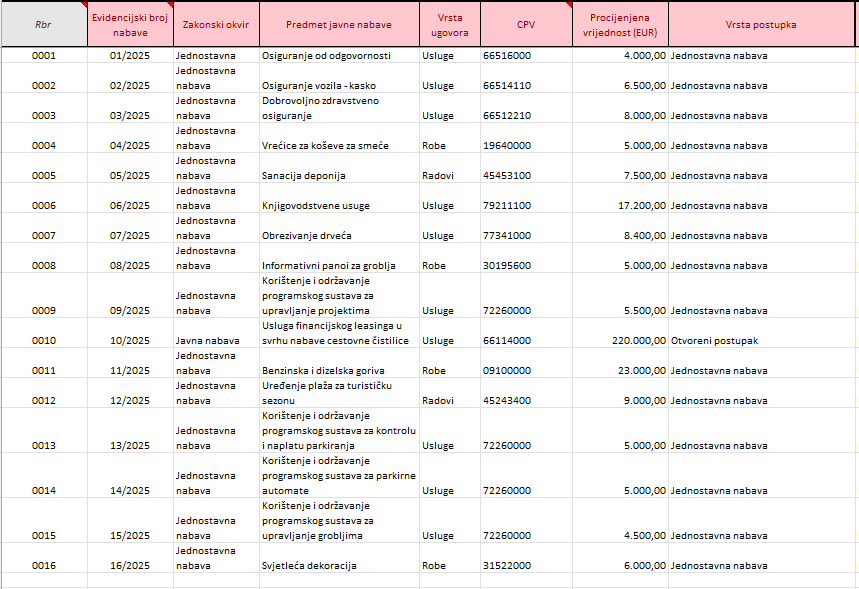 Rbr Evidencijski broj nabave Zakonski okvir Predmet javne nabave Vrsta ugovora CPV Procijenjena vrijednost (EUR) Vrsta postupka
0001 01/2025 Jednostavna Osiguranje od odgovornosti Usluge 66516000 4.000,00 Jednostavna nabava
0002 02/2025 Jednostavna nabava Osiguranje vozila - kasko Usluge 66514110 6.500,00 Jednostavna nabava
0003 03/2025 Jednostavna nabava Dobrovoljno zdravstveno osiguranje Usluge 66512210 8.000,00 Jednostavna nabava
0004 04/2025 Jednostavna nabava Vrećice za koševe za smeće Robe 19640000 5.000,00 Jednostavna nabava
0005 05/2025 Jednostavna nabava Sanacija deponija Radovi 45453100 7.500,00 Jednostavna nabava
0006 06/2025 Jednostavna nabava Knjigovodstvene usuge Usluge 79211100 17.200,00 Jednostavna nabava
0007 07/2025 Jednostavna nabava Obrezivanje drveća Usluge 77341000 8.400,00 Jednostavna nabava
0008 08/2025 Jednostavna nabava Informativni panoi za groblja Robe 30195600 5.000,00 Jednostavna nabava
0009 09/2025 Jednostavna nabava Korištenje i održavanje programskog sustava za upravljanje projektima Usluge 72260000 5.500,00 Jednostavna nabava
0010 10/2025 Javna nabava Usluga financijskog leasinga u svrhu nabave cestovne čistilice Usluge 66114000 220.000,00 Otvoreni postupak
0011 11/2025 Jednostavna nabava Benzinska i dizelska goriva Robe 09100000 23.000,00 Jednostavna nabava
0012 12/2025 Jednostavna nabava Uređenje plaža za turističku sezonu Radovi 45243400 9.000,00 Jednostavna nabava
0013 13/2025 Jednostavna nabava Korištenje i održavanje programskog sustava za kontrolu i naplatu parkiranja Usluge 72260000 5.000,00 Jednostavna nabava
0014 14/2025 Jednostavna nabava Korištenje i održavanje programskog sustava za parkirne automate Usluge 72260000 5.000,00 Jednostavna nabava
0015 15/2025 Jednostavna nabava Korištenje i održavanje programskog sustava za upravljanje grobljima Usluge 72260000 4.500,00 Jednostavna nabava
0016 16/2025 Jednostavna nabava Svjetleća dekoracija Robe 31522000 6.000,00 Jednostavna nabava